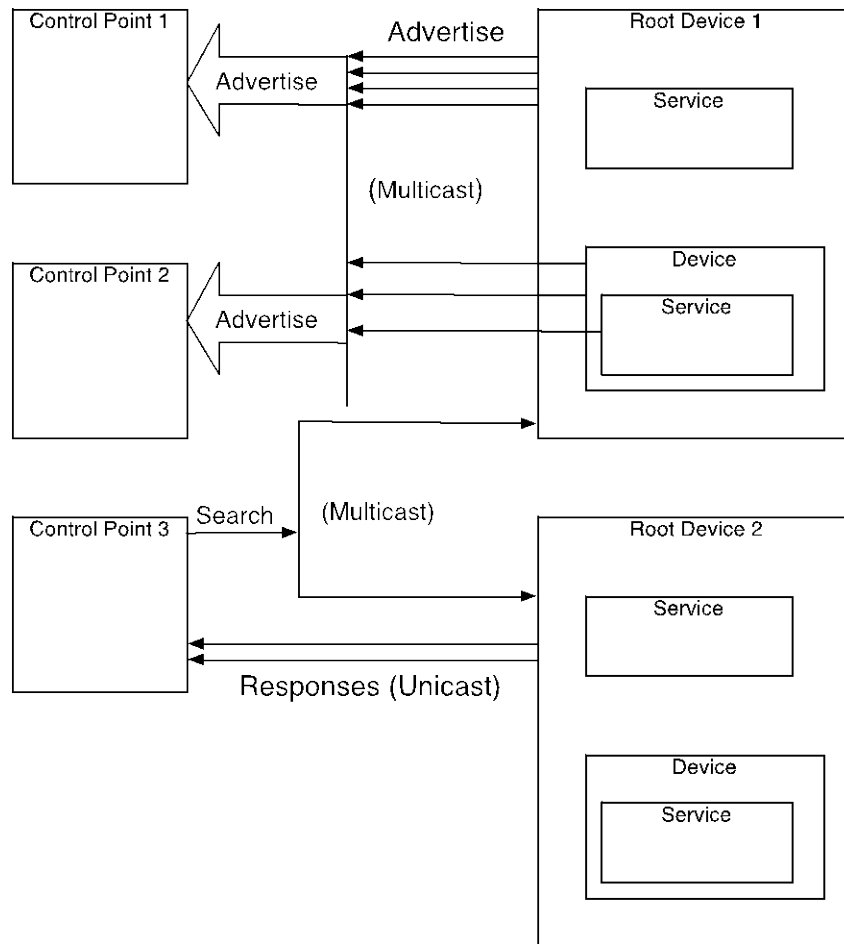 Control Point 1
Advertise
Root Device 1
Advertise
Service
(Multicast)
Control Point 2
Device
Advertise
Service
Control Point 3
Search
(Multicast)
Root Device 2
Service
Responses (Unicast)
Device
Service